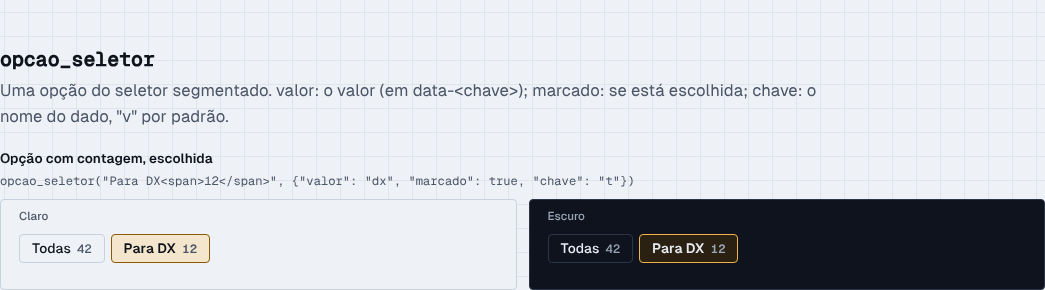 opcao_seletor
Uma opção do seletor segmentado. valor: o valor (em data-<chave>); marcado: se está escolhida; chave: o
nome do dado, "v" por padrão.
Opção com contagem, escolhida
opcao_seletor("Para DX<span>12</span>", {"valor": "dx", "marcado": true, "chave": "t"})
Claro
Todas 42 Para DX 12
Escuro
Todas 42 Para DX 12